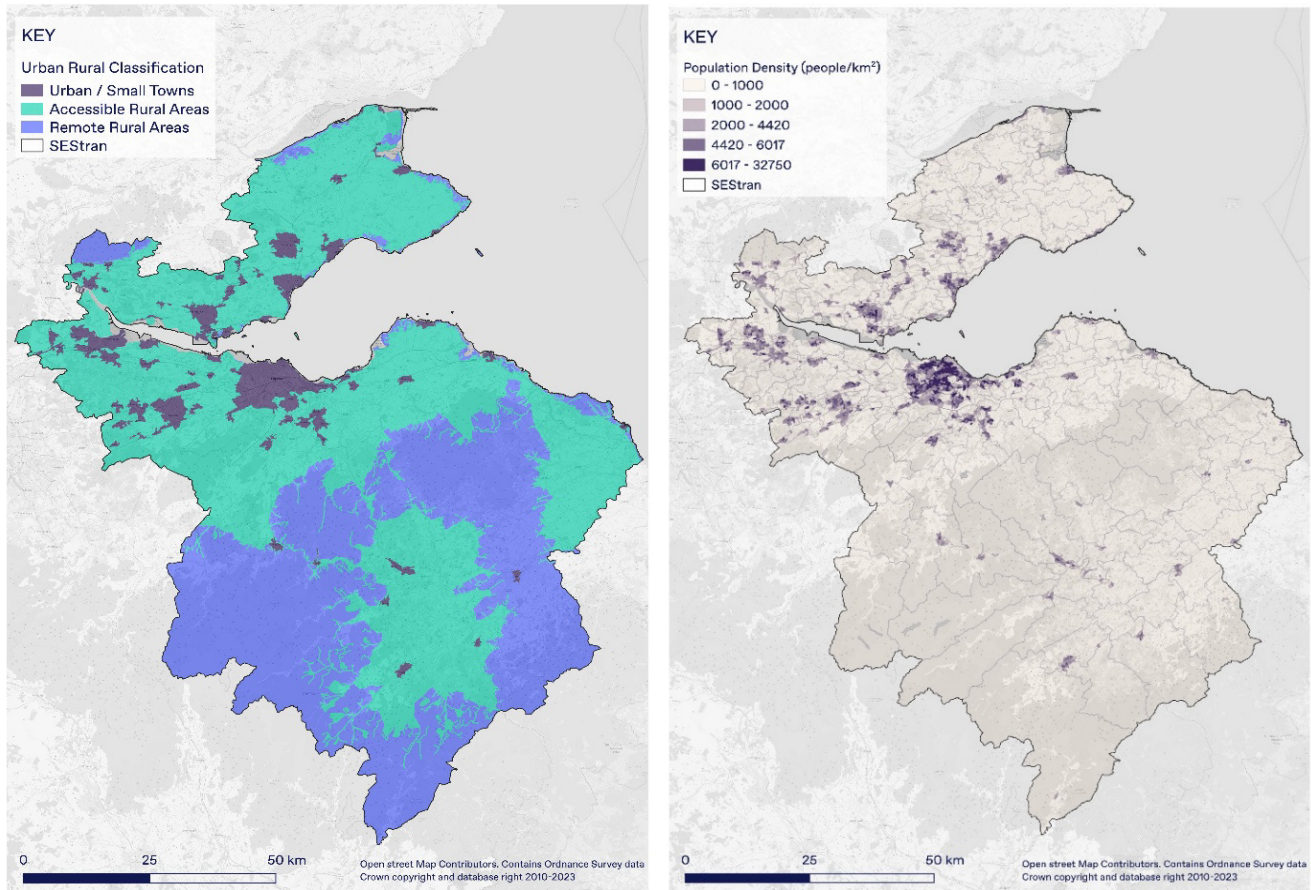 KEY
Urban Rural Classification
Urban / Small Towns
Accessible Rural Areas
Remote Rural Areas
SEStran
0 25 50 km
Open street Map Contributors. Contains Ordnance Survey data
Crown copyright and database right 2010-2023
KEY
Population Density (people/km²)
0 - 1000
1000 - 2000
2000 - 4420
4420 - 6017
6017 - 32750
SEStran
0 25 50 km
Open street Map Contributors. Contains Ordnance Survey data
Crown copyright and database right 2010-2023